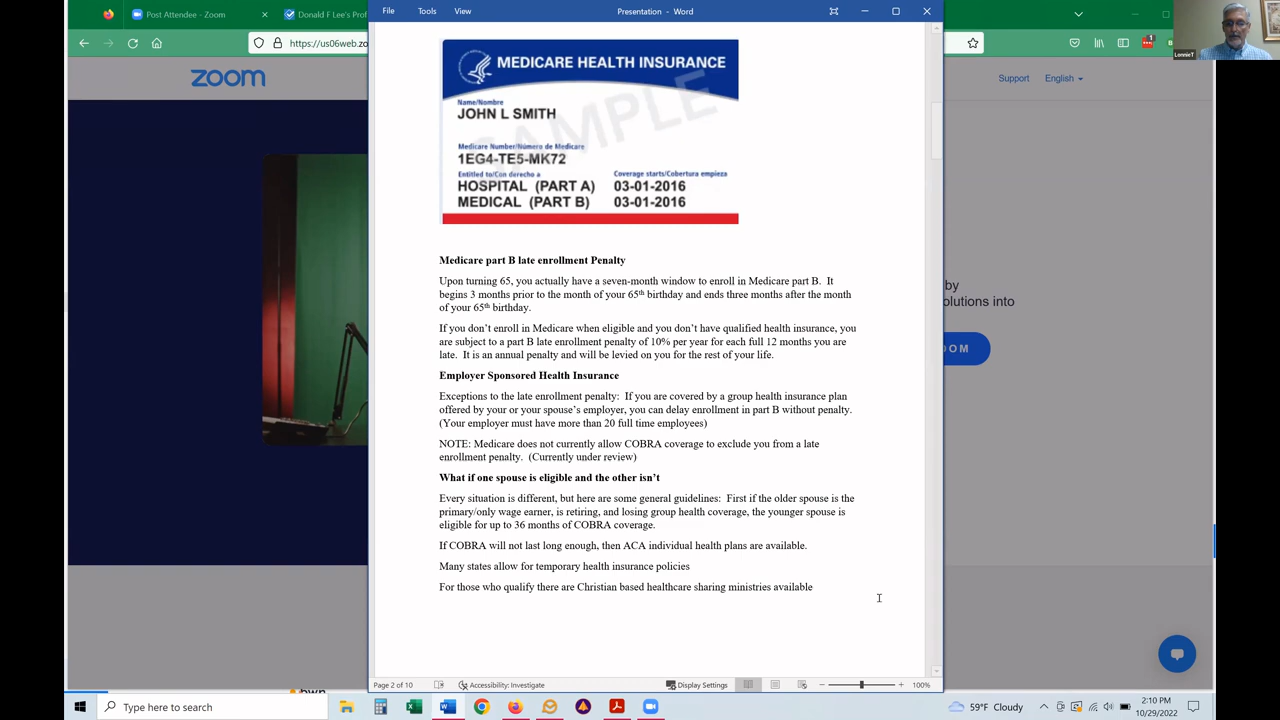 Post Attendee - Zoom
Donald F Lee's Prof
File
Tools
View
Presentation - Word
https://us06web.zo
zoom
Support
English
LonnieT
MEDICARE HEALTH INSURANCE
SAMPLE
Name/Nombre
JOHN L SMITH
Medicare Number/Número de Medicare
1EG4-TE5-MK72
Entitled to/Con derecho a
Coverage starts/Cobertura empieza
HOSPITAL (PART A)
03-01-2016
MEDICAL (PART B)
03-01-2016
Medicare part B late enrollment Penalty
Upon turning 65, you actually have a seven-month window to enroll in Medicare part B. It
begins 3 months prior to the month of your 65th birthday and ends three months after the month
of your 65th birthday.
If you don't enroll in Medicare when eligible and you don't have qualified health insurance, you
are subject to a part B late enrollment penalty of 10% per year for each full 12 months you are
late. It is an annual penalty and will be levied on you for the rest of your life.
Employer Sponsored Health Insurance
Exceptions to the late enrollment penalty: If you are covered by a group health insurance plan
offered by your or your spouse's employer, you can delay enrollment in part B without penalty.
(Your employer must have more than 20 full time employees)
NOTE: Medicare does not currently allow COBRA coverage to exclude you from a late
enrollment penalty. (Currently under review)
What if one spouse is eligible and the other isn't
Every situation is different, but here are some general guidelines: First if the older spouse is the
primary/only wage earner, is retiring, and losing group health coverage, the younger spouse is
eligible for up to 36 months of COBRA coverage.
If COBRA will not last long enough, then ACA individual health plans are available.
Many states allow for temporary health insurance policies
For those who qualify there are Christian based healthcare sharing ministries available
by
olutions into
OM
Page 2 of 10
Accessibility: Investigate
Display Settings
100%
Type here to search
59°F Cloudy
2:10 PM
10/29/2022